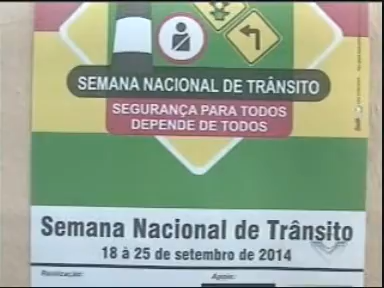 SEMANA NACIONAL DE TRÂNSITO
SEGURANÇA PARA TODOS
DEPENDE DE TODOS
Semana Nacional de Trânsito
18 à 25 de setembro de 2014
Realização:
Apoio: